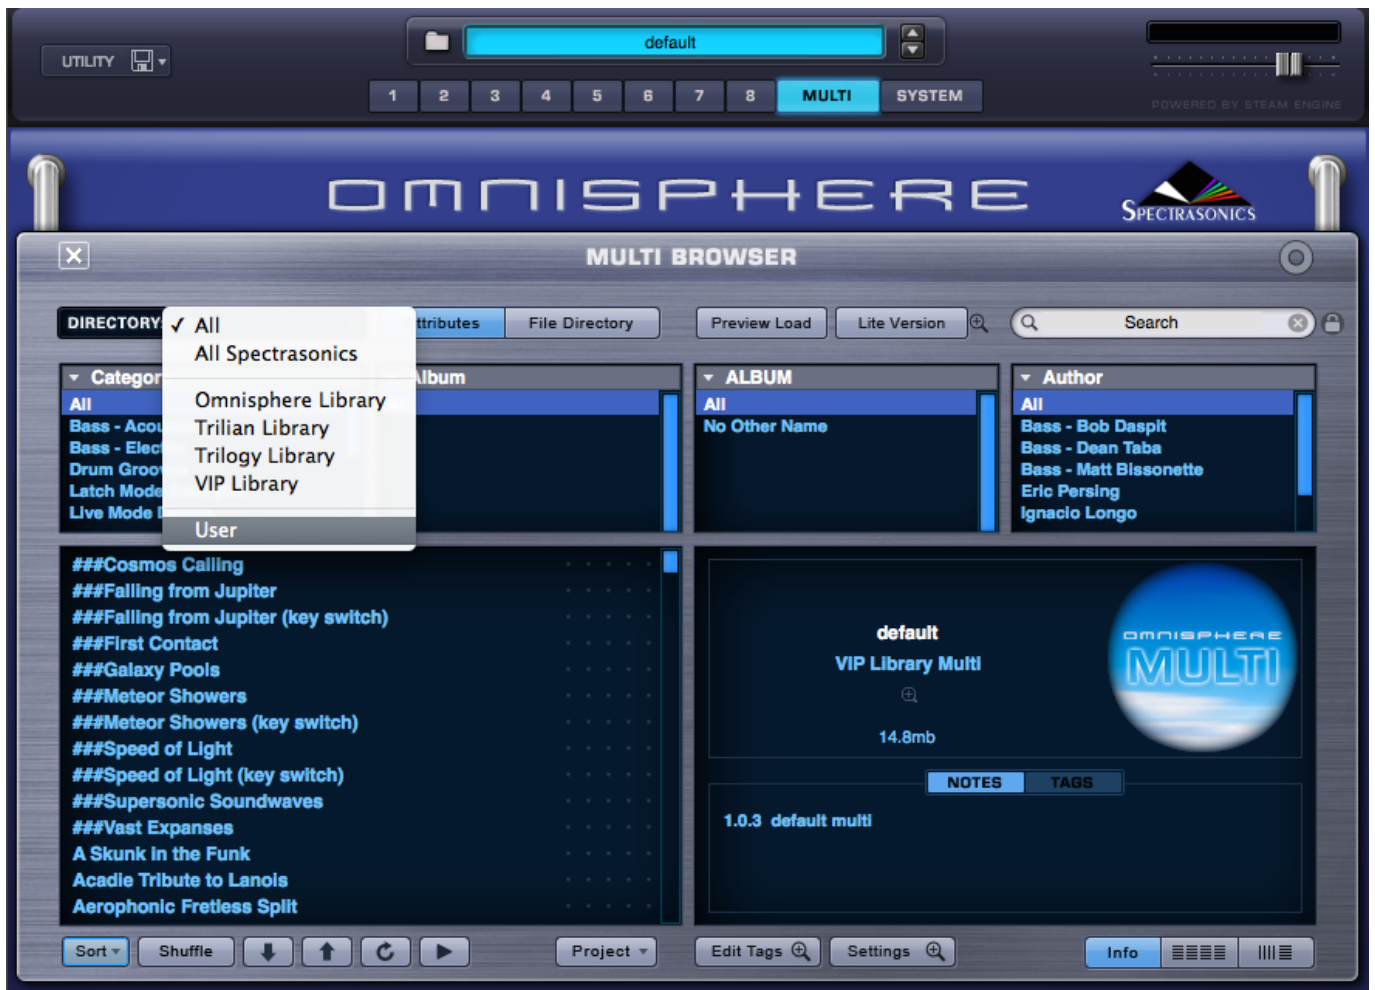 default
UTILITY
1 2 3 4 5 6 7 8 MULTI SYSTEM
POWERED BY STEAM ENGINE
OMNISPHERE
SPECTRASONICS
MULTI BROWSER
DIRECTORY:
✓ All
All Spectrasonics
Omnisphere Library
Trilian Library
Trilogy Library
VIP Library
User
ttributes
File Directory
Preview Load
Lite Version
Search
Categor
All
Bass - Acou
Bass - Elec
Drum Groo
Latch Mode
Live Mode
Album
ALBUM
All
No Other Name
Author
All
Bass - Bob Daspit
Bass - Dean Taba
Bass - Matt Bissonette
Eric Persing
Ignacio Longo
###Cosmos Calling
###Falling from Jupiter
###Falling from Jupiter (key switch)
###First Contact
###Galaxy Pools
###Meteor Showers
###Meteor Showers (key switch)
###Speed of Light
###Speed of Light (key switch)
###Supersonic Soundwaves
###Vast Expanses
A Skunk in the Funk
Acadie Tribute to Lanois
Aerophonic Fretless Split
default
VIP Library Multi
14.8mb
OMNISPHERE
MULTI
NOTES
TAGS
1.0.3 default multi
Sort
Shuffle
Project
Edit Tags
Settings
Info